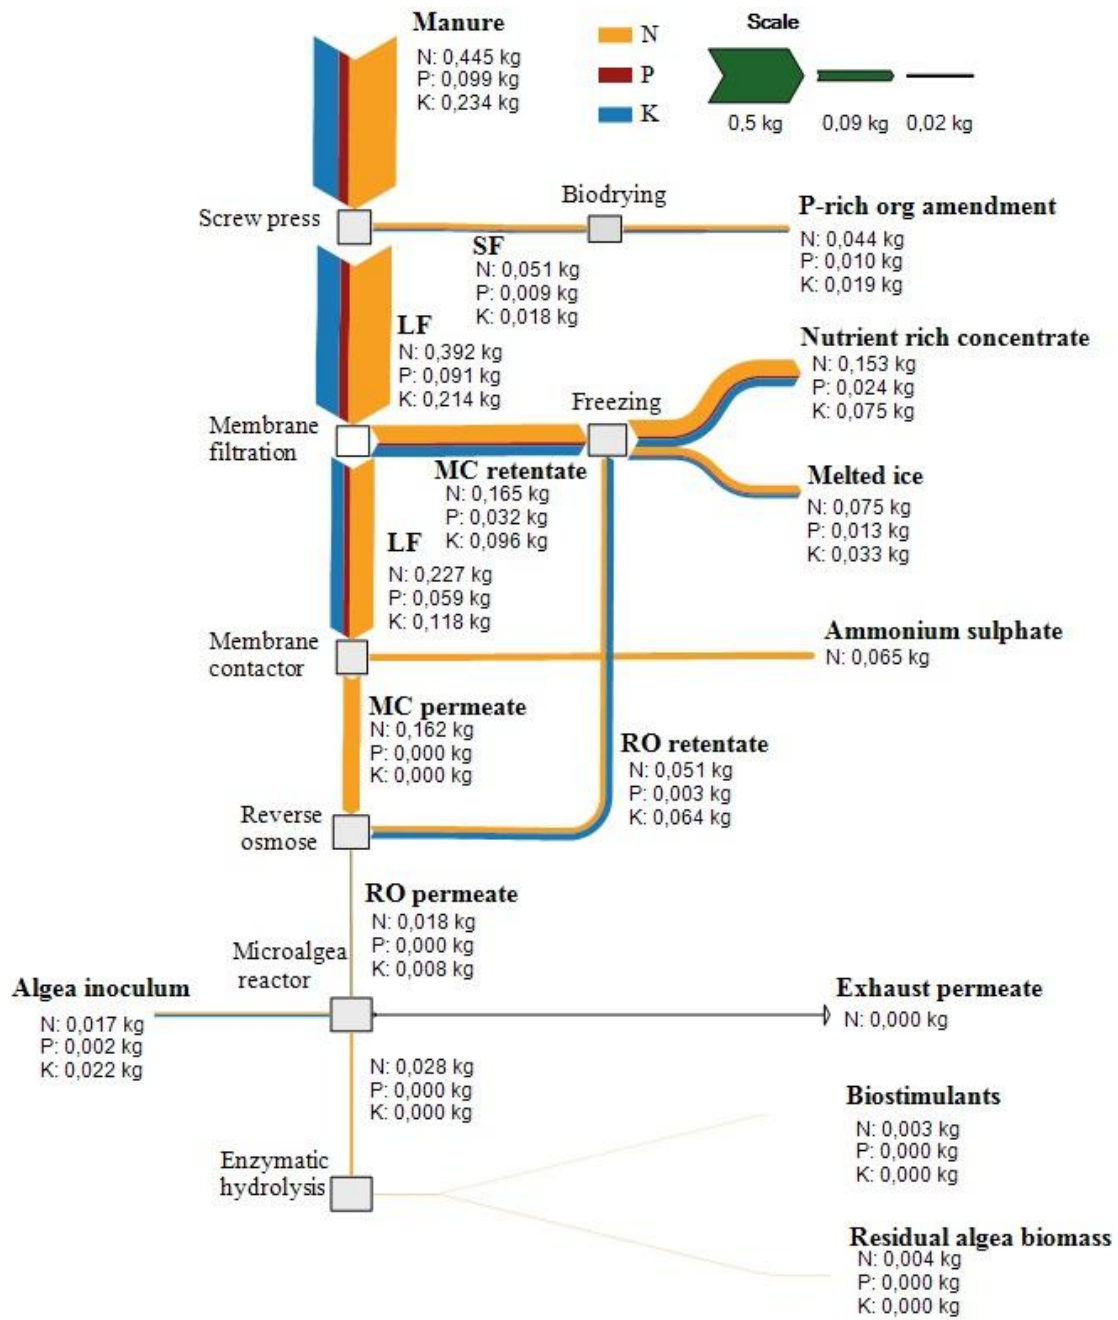 Manure
N: 0,445 kg
P: 0,099 kg
K: 0,234 kg
N
P
K
Scale
0,5 kg
0,09 kg
0,02 kg
Screw press
Biodrying
SF
N: 0,051 kg
P: 0,009 kg
K: 0,018 kg
P-rich org amendment
N: 0,044 kg
P: 0,010 kg
K: 0,019 kg
LF
N: 0,392 kg
P: 0,091 kg
K: 0,214 kg
Nutrient rich concentrate
N: 0,153 kg
P: 0,024 kg
K: 0,075 kg
Membrane
filtration
Freezing
MC retentate
N: 0,165 kg
P: 0,032 kg
K: 0,096 kg
Melted ice
N: 0,075 kg
P: 0,013 kg
K: 0,033 kg
LF
N: 0,227 kg
P: 0,059 kg
K: 0,118 kg
Membrane
contactor
Ammonium sulphate
N: 0,065 kg
MC permeate
N: 0,162 kg
P: 0,000 kg
K: 0,000 kg
RO retentate
N: 0,051 kg
P: 0,003 kg
K: 0,064 kg
Reverse
osmose
RO permeate
N: 0,018 kg
P: 0,000 kg
K: 0,008 kg
Microalgea
reactor
Algea inoculum
N: 0,017 kg
P: 0,002 kg
K: 0,022 kg
Exhaust permeate
N: 0,000 kg
N: 0,028 kg
P: 0,000 kg
K: 0,000 kg
Biostimulants
N: 0,003 kg
P: 0,000 kg
K: 0,000 kg
Enzymatic
hydrolysis
Residual algea biomass
N: 0,004 kg
P: 0,000 kg
K: 0,000 kg